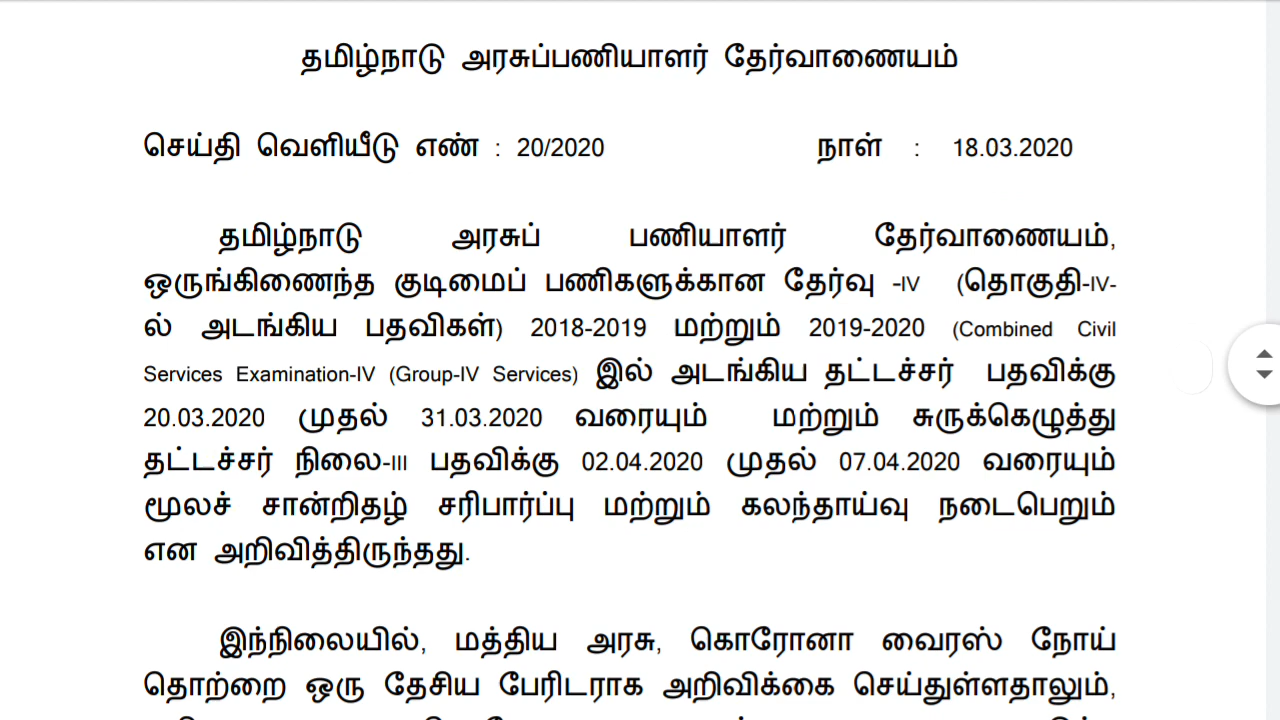 தமிழ்நாடு அரசுப்பணியாளர் தேர்வாணையம்
செய்தி வெளியீடு எண் : 20/2020 நாள் : 18.03.2020
தமிழ்நாடு அரசுப் பணியாளர் தேர்வாணையம்,
ஒருங்கிணைந்த குடிமைப் பணிகளுக்கான தேர்வு -IV (தொகுதி-IV-
ல் அடங்கிய பதவிகள்) 2018-2019 மற்றும் 2019-2020 (Combined Civil
Services Examination-IV (Group-IV Services) இல் அடங்கிய தட்டச்சர் பதவிக்கு
20.03.2020 முதல் 31.03.2020 வரையும் மற்றும் சுருக்கெழுத்து
தட்டச்சர் நிலை-III பதவிக்கு 02.04.2020 முதல் 07.04.2020 வரையும்
மூலச் சான்றிதழ் சரிபார்ப்பு மற்றும் கலந்தாய்வு நடைபெறும்
என அறிவித்திருந்தது.
இந்நிலையில், மத்திய அரசு, கொரோனா வைரஸ் நோய்
தொற்றை ஒரு தேசிய பேரிடராக அறிவிக்கை செய்துள்ளதாலும்,